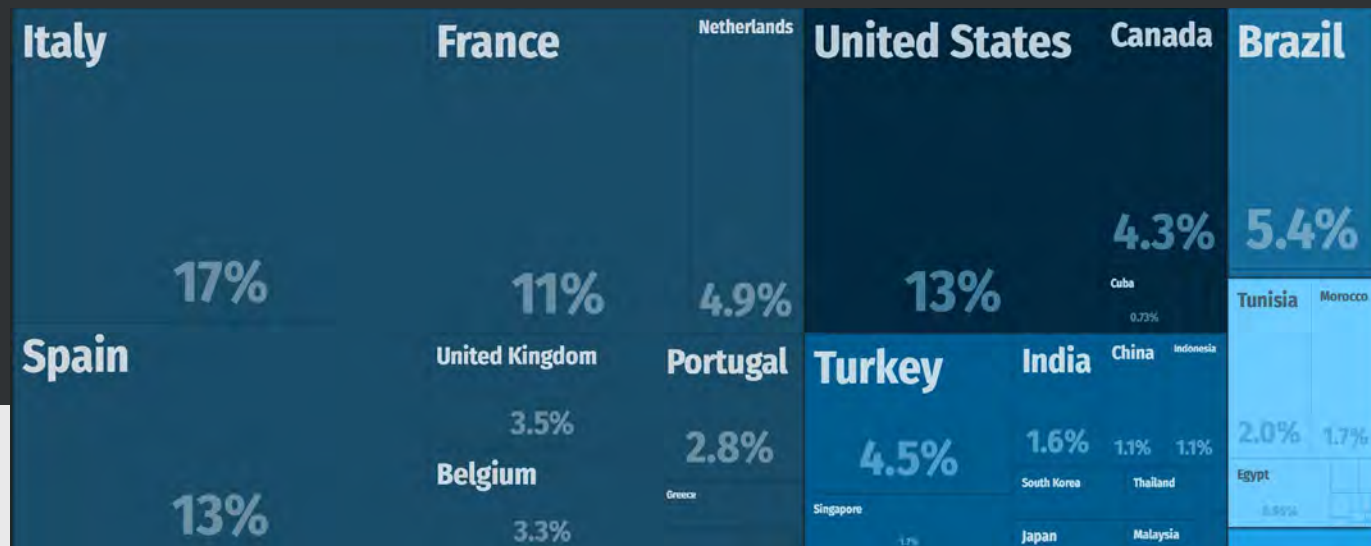 Italy
17%
France
11%
Netherlands
4.9%
Spain
13%
United Kingdom
3.5%
Belgium
3.3%
Portugal
2.8%
Greece
United States
13%
Canada
4.3%
Cuba
0.73%
Turkey
4.5%
Singapore
1.7%
India
1.6%
China
1.1%
Indonesia
1.1%
South Korea
Thailand
Japan
Malaysia
Brazil
5.4%
Tunisia
2.0%
Morocco
1.7%
Egypt